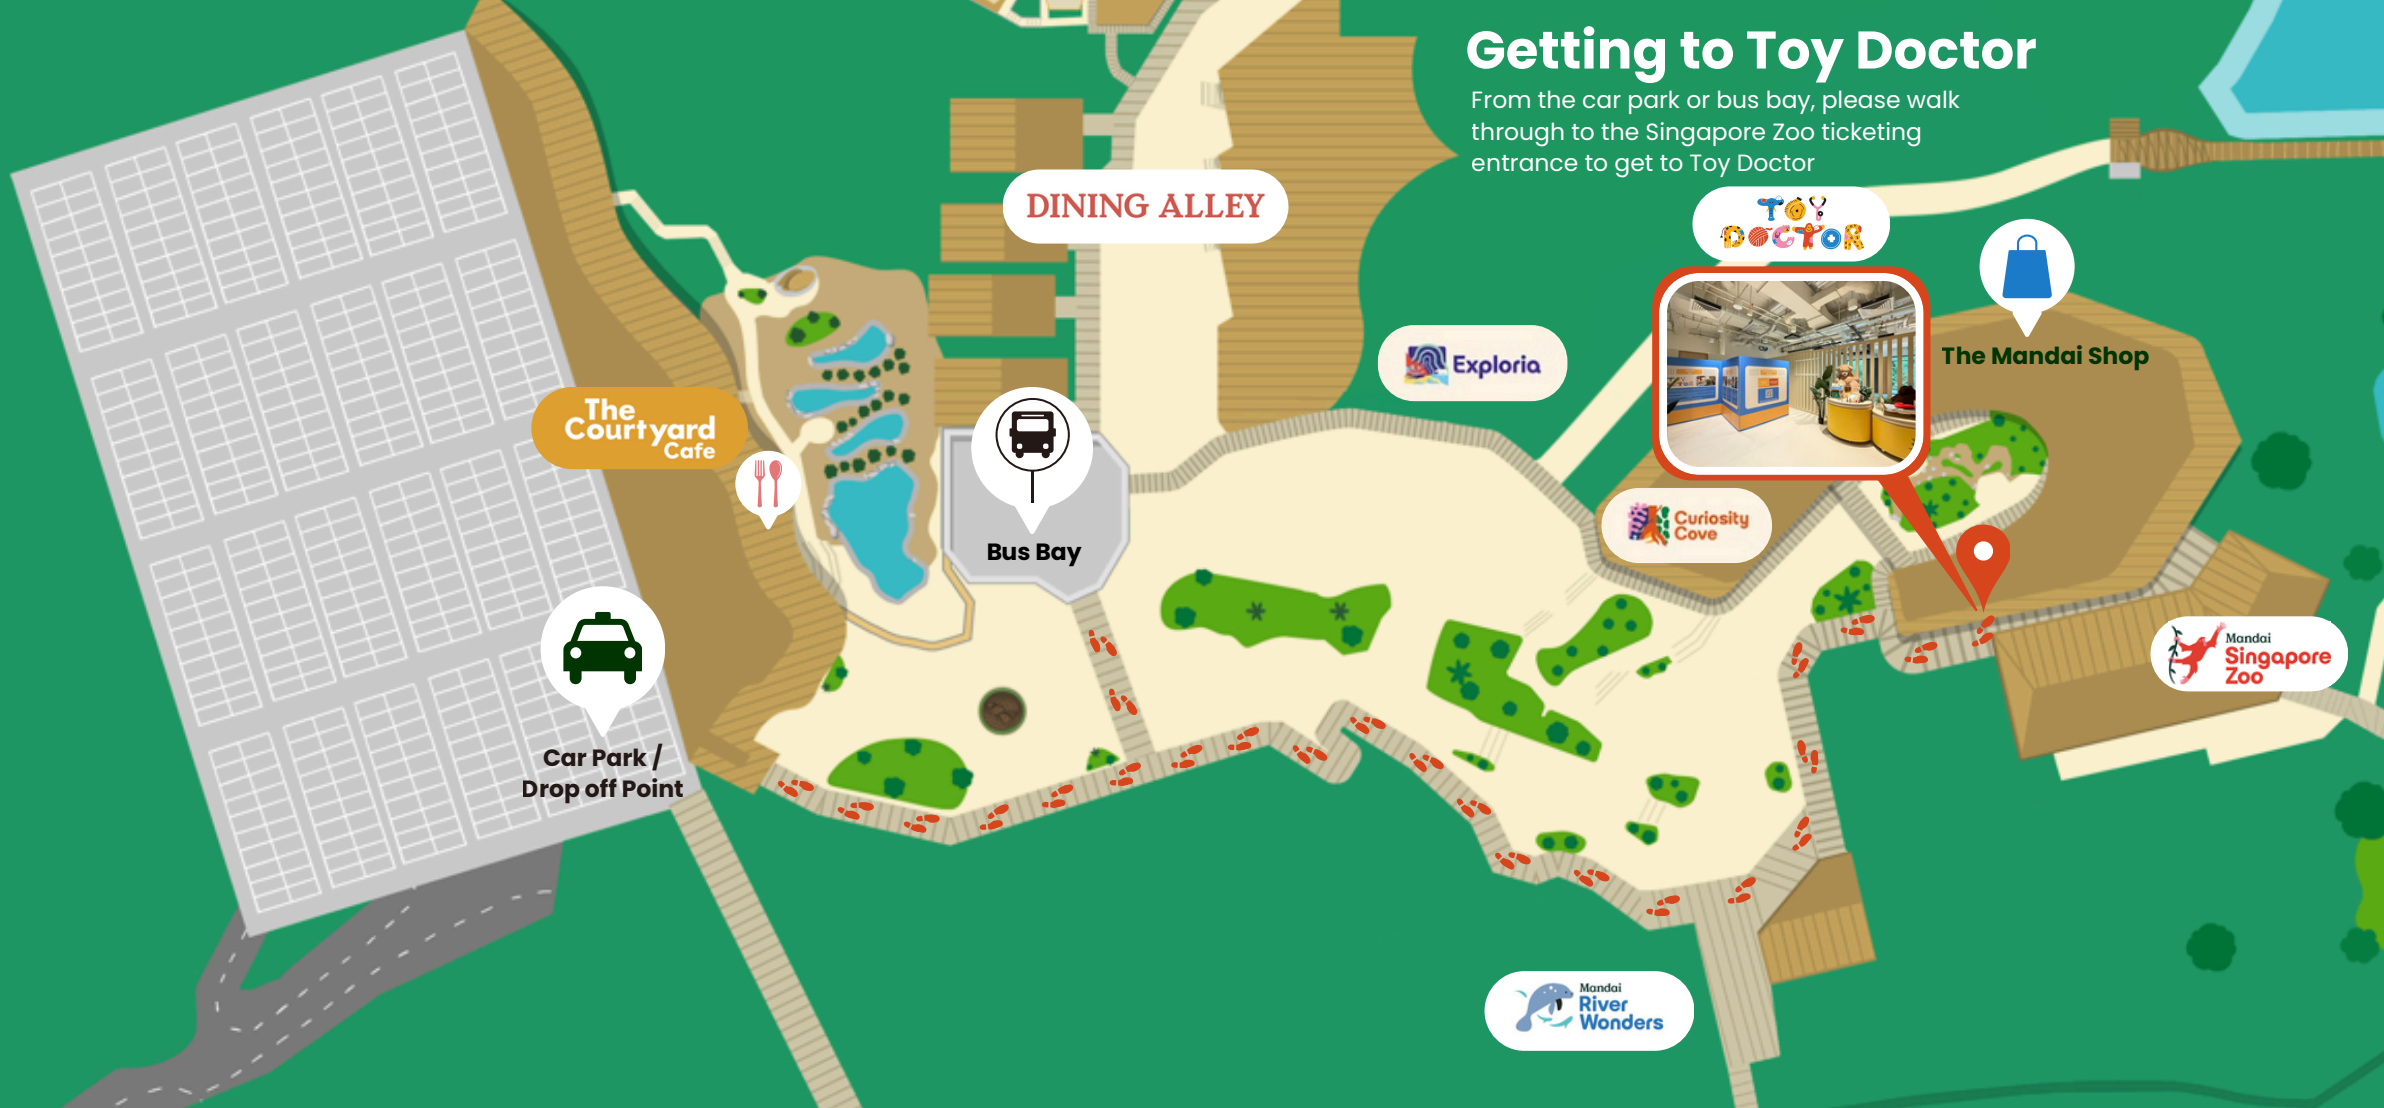 Getting to Toy Doctor
From the car park or bus bay, please walk
through to the Singapore Zoo ticketing
entrance to get to Toy Doctor
DINING ALLEY
TOY
DOCTOR
The Mandai Shop
Exploria
The
Courtyard
Cafe
Bus Bay
Curiosity
Cove
Mandai
Singapore
Zoo
Car Park /
Drop off Point
Mandai
River
Wonders